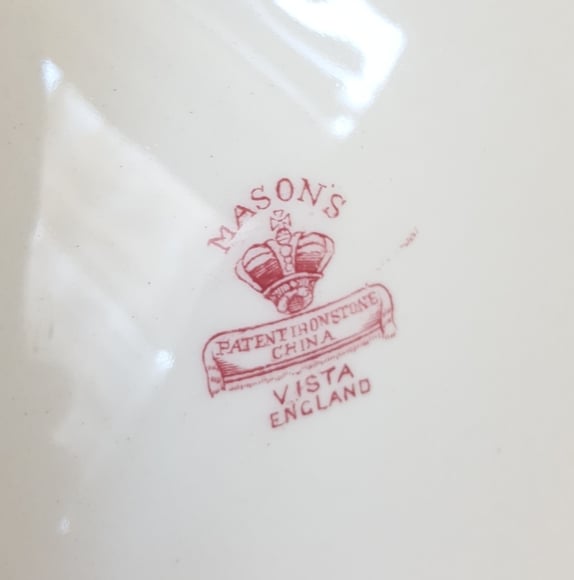 MASON'S
PATENT IRONSTONE
CHINA
VISTA
ENGLAND